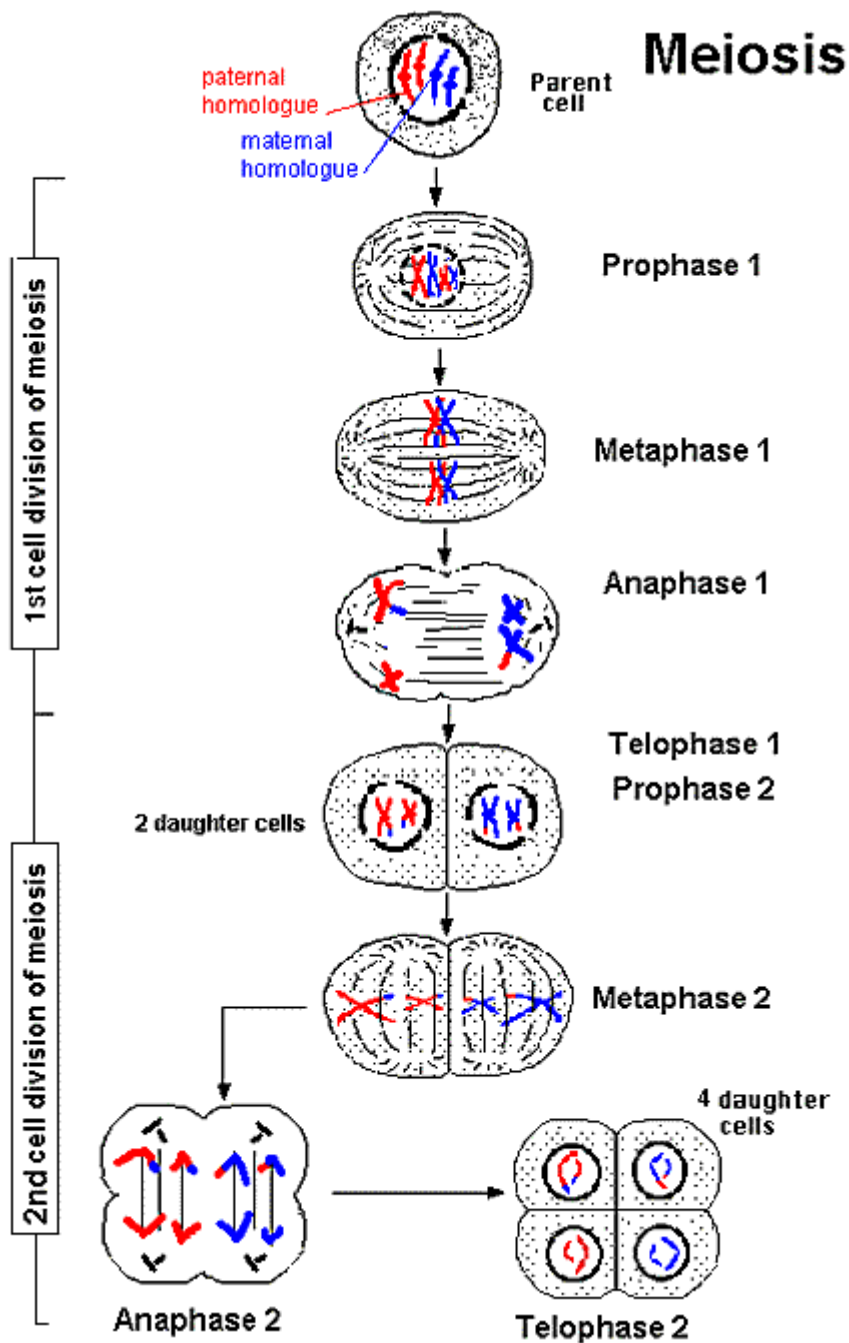 Meiosis
paternal
homologue
maternal
homologue
Parent
cell
1st cell division of meiosis
Prophase 1
Metaphase 1
Anaphase 1
Telophase 1
Prophase 2
2 daughter cells
2nd cell division of meiosis
Metaphase 2
4 daughter
cells
Anaphase 2
Telophase 2